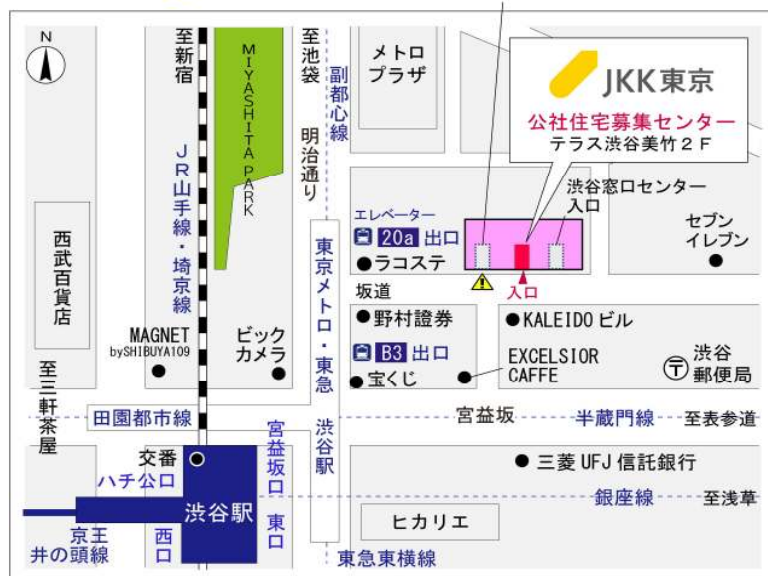 N
至新宿
MIYASHITA PARK
至池袋
副都心線
明治通り
メトロ
プラザ
JKK東京
公社住宅募集センター
テラス渋谷美竹2F
JR山手線・埼京線
西武百貨店
エレベーター
20a 出口
ラコステ
渋谷窓口センター
入口
セブン
イレブン
入口
坂道
東京メトロ・東急
渋谷駅
MAGNET
bySHIBUYA109
ビック
カメラ
野村證券
B3 出口
宝くじ
KALEIDOビル
EXCELSIOR
CAFFE
渋谷
郵便局
至三軒茶屋
田園都市線
宮益坂
半蔵門線
至表参道
交番
ハチ公口
宮益坂口
三菱UFJ信託銀行
渋谷駅
銀座線
至浅草
京王
井の頭線
西口
東口
ヒカリエ
東急東横線